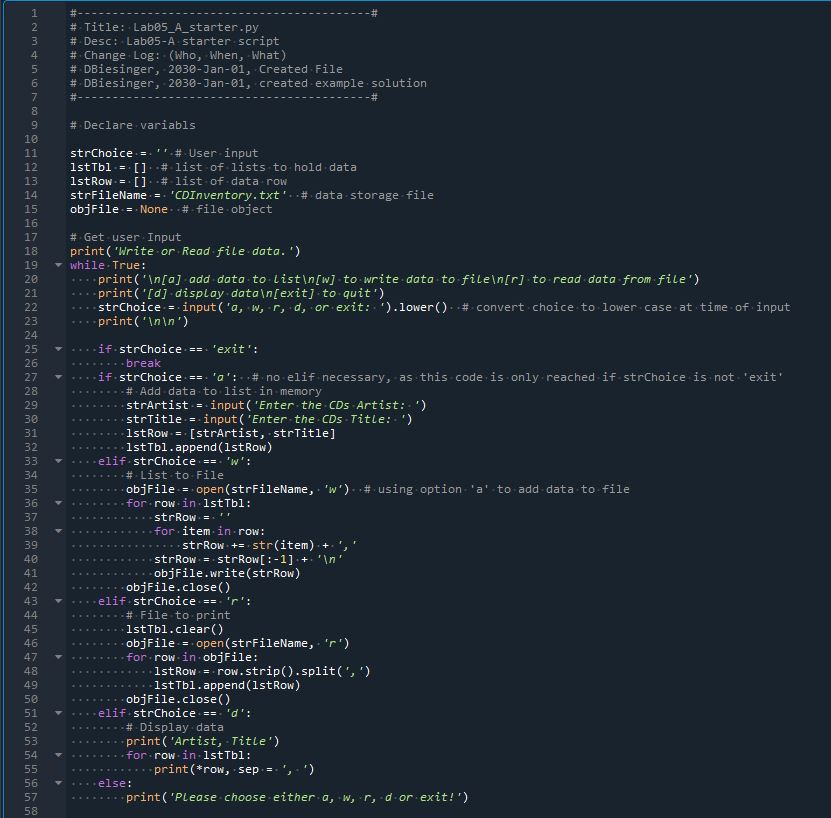 1 #------------------------------------------#
2 # Title: Lab05_A_starter.py
3 # Desc: Lab05-A starter script
4 # Change Log: (Who, When, What)
5 # DBiesinger, 2030-Jan-01, Created File
6 # DBiesinger, 2030-Jan-01, created example solution
7 #------------------------------------------#
8
9 # Declare variabls
10
11 strChoice = '' # User input
12 lstTbl = []  # list of lists to hold data
13 lstRow = []  # list of data row
14 strFileName = 'CDInventory.txt'  # data storage file
15 objFile = None  # file object
16
17 # Get user Input
18 print('Write or Read file data.')
19 while True:
20     print('\n[a] add data to list\n[w] to write data to file\n[r] to read data from file')
21     print('[d] display data\n[exit] to quit')
22     strChoice = input('a, w, r, d, or exit: ').lower()  # convert choice to lower case at time of input
23     print('\n\n')
24
25     if strChoice == 'exit':
26         break
27     if strChoice == 'a':  # no elif necessary, as this code is only reached if strChoice is not 'exit'
28         # Add data to list in memory
29         strArtist = input('Enter the CDs Artist: ')
30         strTitle = input('Enter the CDs Title: ')
31         lstRow = [strArtist, strTitle]
32         lstTbl.append(lstRow)
33     elif strChoice == 'w':
34         # List to File
35         objFile = open(strFileName, 'w')  # using option 'a' to add data to file
36         for row in lstTbl:
37             strRow = ''
38             for item in row:
39                 strRow += str(item) + ','
40             strRow = strRow[:-1] + '\n'
41             objFile.write(strRow)
42         objFile.close()
43     elif strChoice == 'r':
44         # File to print
45         lstTbl.clear()
46         objFile = open(strFileName, 'r')
47         for row in objFile:
48             lstRow = row.strip().split(',')
49             lstTbl.append(lstRow)
50         objFile.close()
51     elif strChoice == 'd':
52         # Display data
53         print('Artist, Title')
54         for row in lstTbl:
55             print(*row, sep = ', ')
56     else:
57         print('Please choose either a, w, r, d or exit!')
58